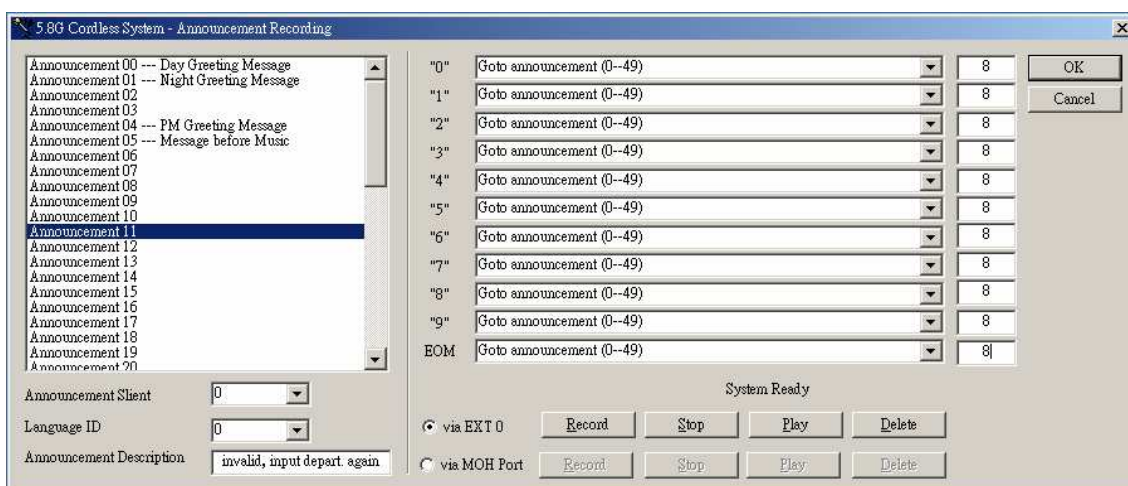 5.8G Cordless System - Announcement Recording
Announcement 00 --- Day Greeting Message
Announcement 01 --- Night Greeting Message
Announcement 02
Announcement 03
Announcement 04 --- PM Greeting Message
Announcement 05 --- Message before Music
Announcement 06
Announcement 07
Announcement 08
Announcement 09
Announcement 10
Announcement 11
Announcement 12
Announcement 13
Announcement 14
Announcement 15
Announcement 16
Announcement 17
Announcement 18
Announcement 19
Announcement 20
Announcement Slient 0
Language ID 0
Announcement Description invalid, input depart. again
"0" Goto announcement (0--49) 8
"1" Goto announcement (0--49) 8
"2" Goto announcement (0--49) 8
"3" Goto announcement (0--49) 8
"4" Goto announcement (0--49) 8
"5" Goto announcement (0--49) 8
"6" Goto announcement (0--49) 8
"7" Goto announcement (0--49) 8
"8" Goto announcement (0--49) 8
"9" Goto announcement (0--49) 8
EOM Goto announcement (0--49) 8
System Ready
via EXT 0 Record Stop Play Delete
via MOH Port Record Stop Play Delete
OK
Cancel